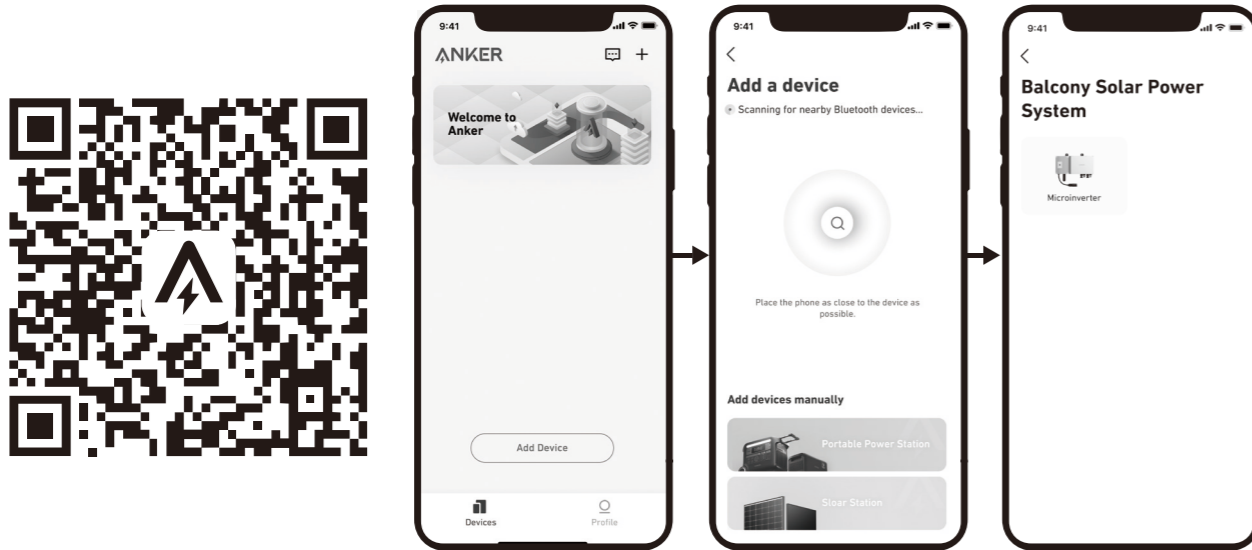 9:41
ANKER
Welcome to
Anker
Add Device
Devices
Profile
9:41
Add a device
Scanning for nearby Bluetooth devices...
Place the phone as close to the device as
possible.
Add devices manually
Portable Power Station
Sloar Station
9:41
Balcony Solar Power
System
Microinverter